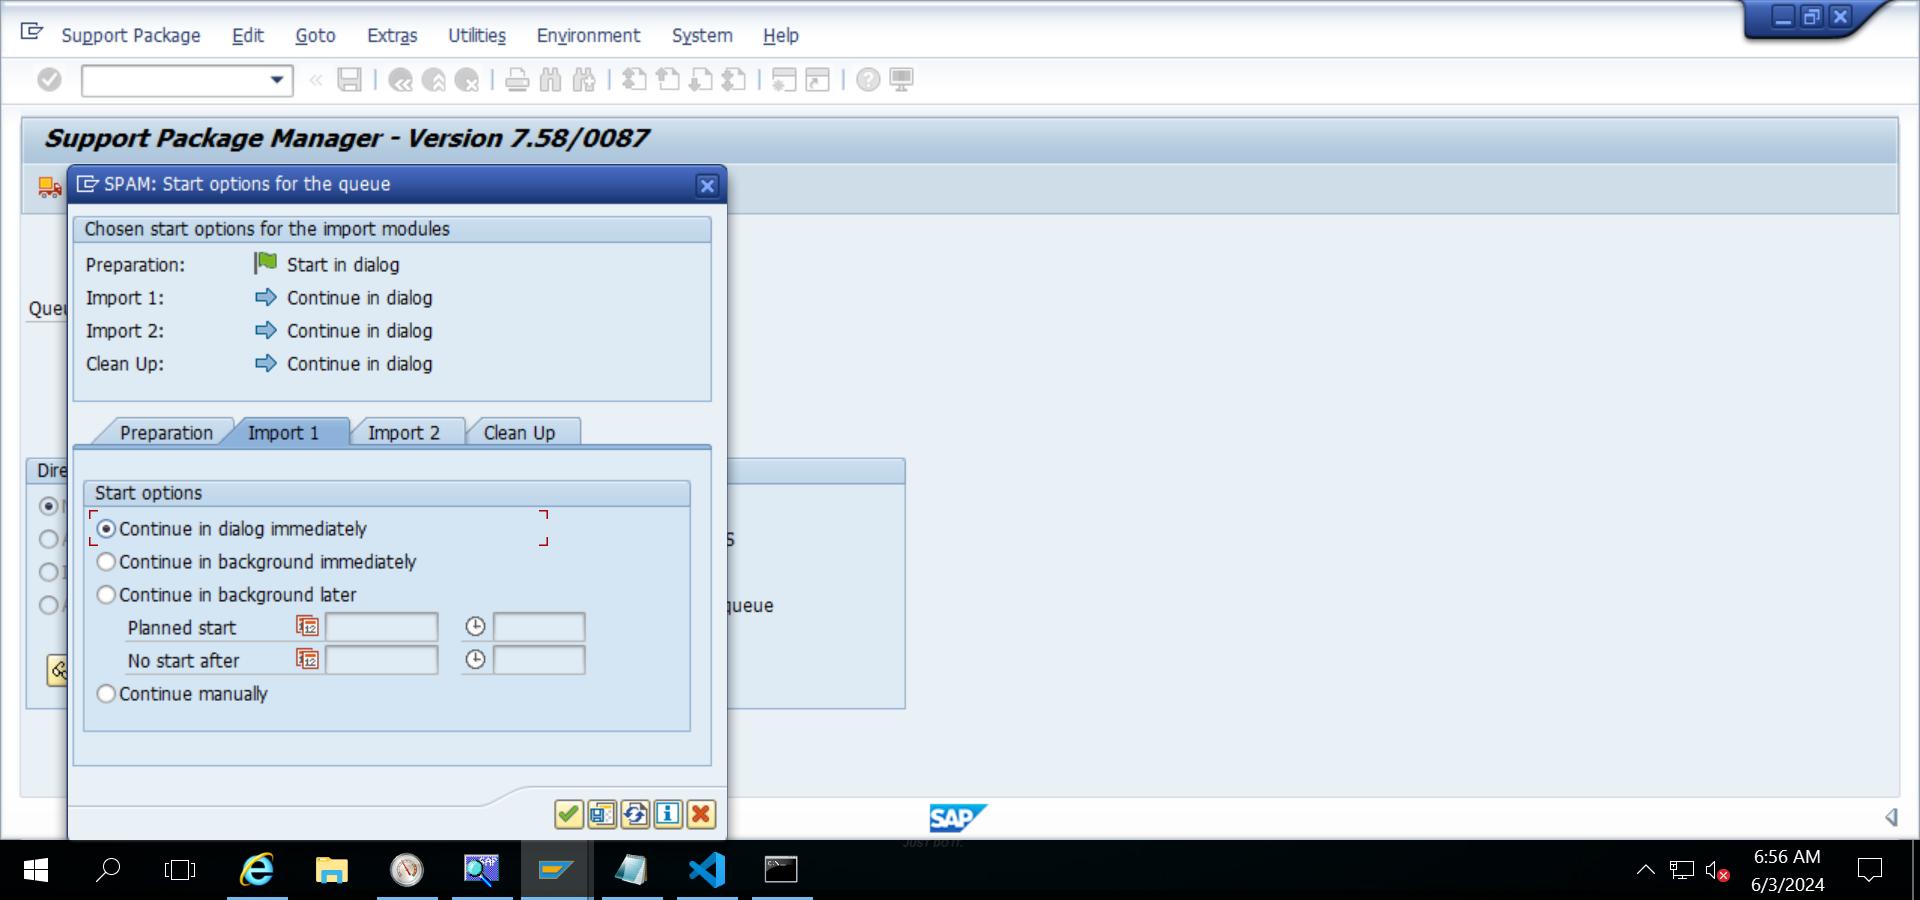 Support Package Edit Goto Extras Utilities Environment System Help
Support Package Manager - Version 7.58/0087
SPAM: Start options for the queue
Chosen start options for the import modules
Preparation: Start in dialog
Import 1: Continue in dialog
Import 2: Continue in dialog
Clean Up: Continue in dialog
Preparation Import 1 Import 2 Clean Up
Start options
Continue in dialog immediately
Continue in background immediately
Continue in background later
Planned start
No start after
Continue manually
queue
SAP
6:56 AM
6/3/2024